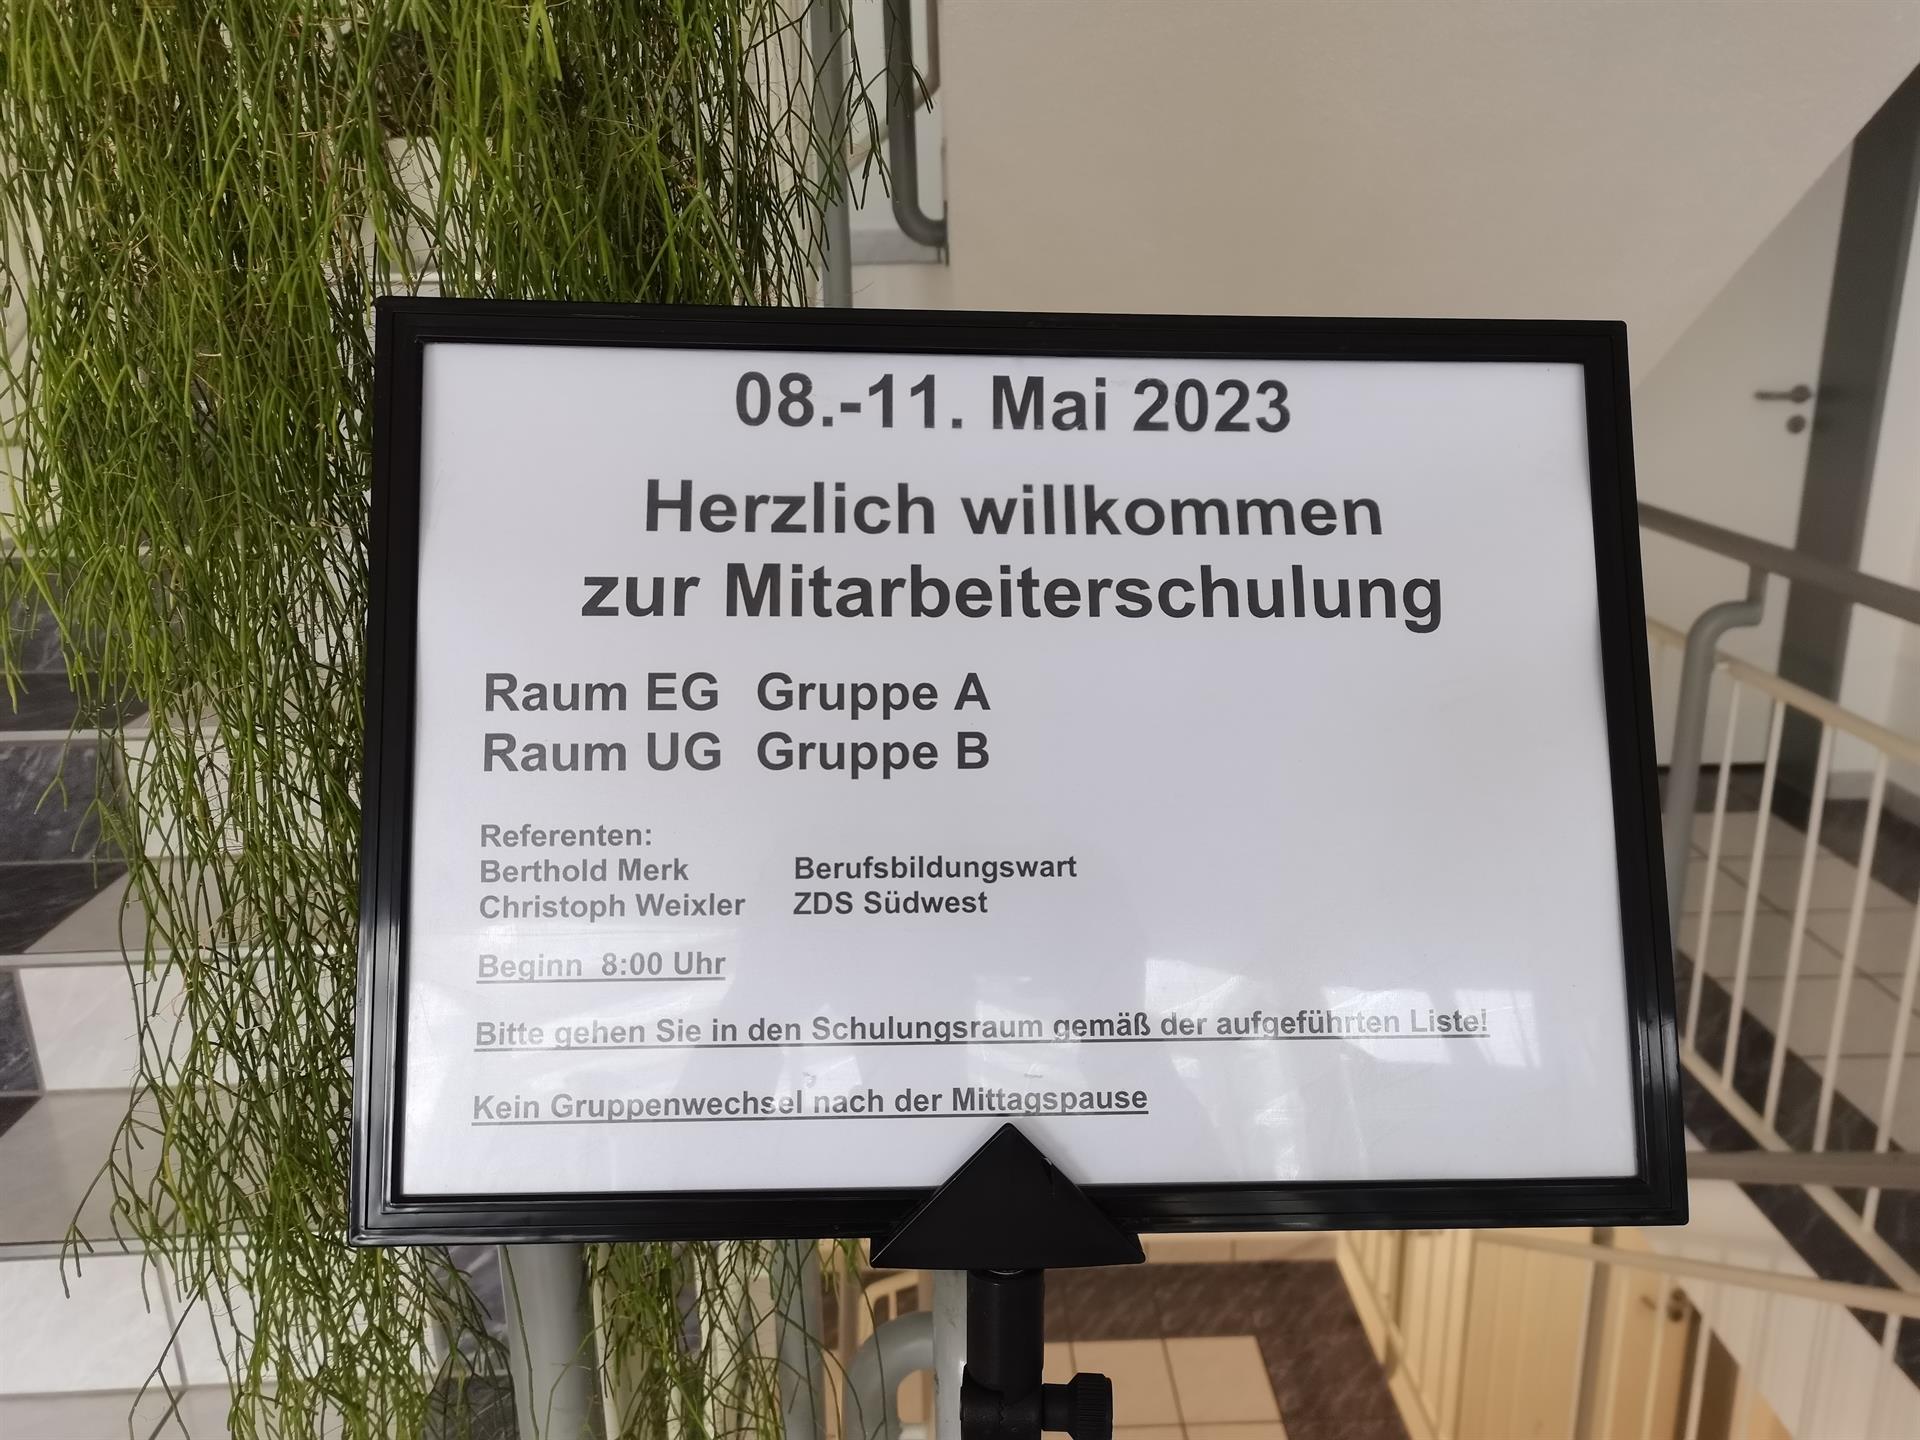 08.-11. Mai 2023
Herzlich willkommen
zur Mitarbeiterschulung
Raum EG Gruppe A
Raum UG Gruppe B
Referenten:
Berthold Merk Berufsbildungswart
Christoph Weixler ZDS Südwest
Beginn 8:00 Uhr
Bitte gehen Sie in den Schulungsraum gemäß der aufgeführten Liste!
Kein Gruppenwechsel nach der Mittagspause